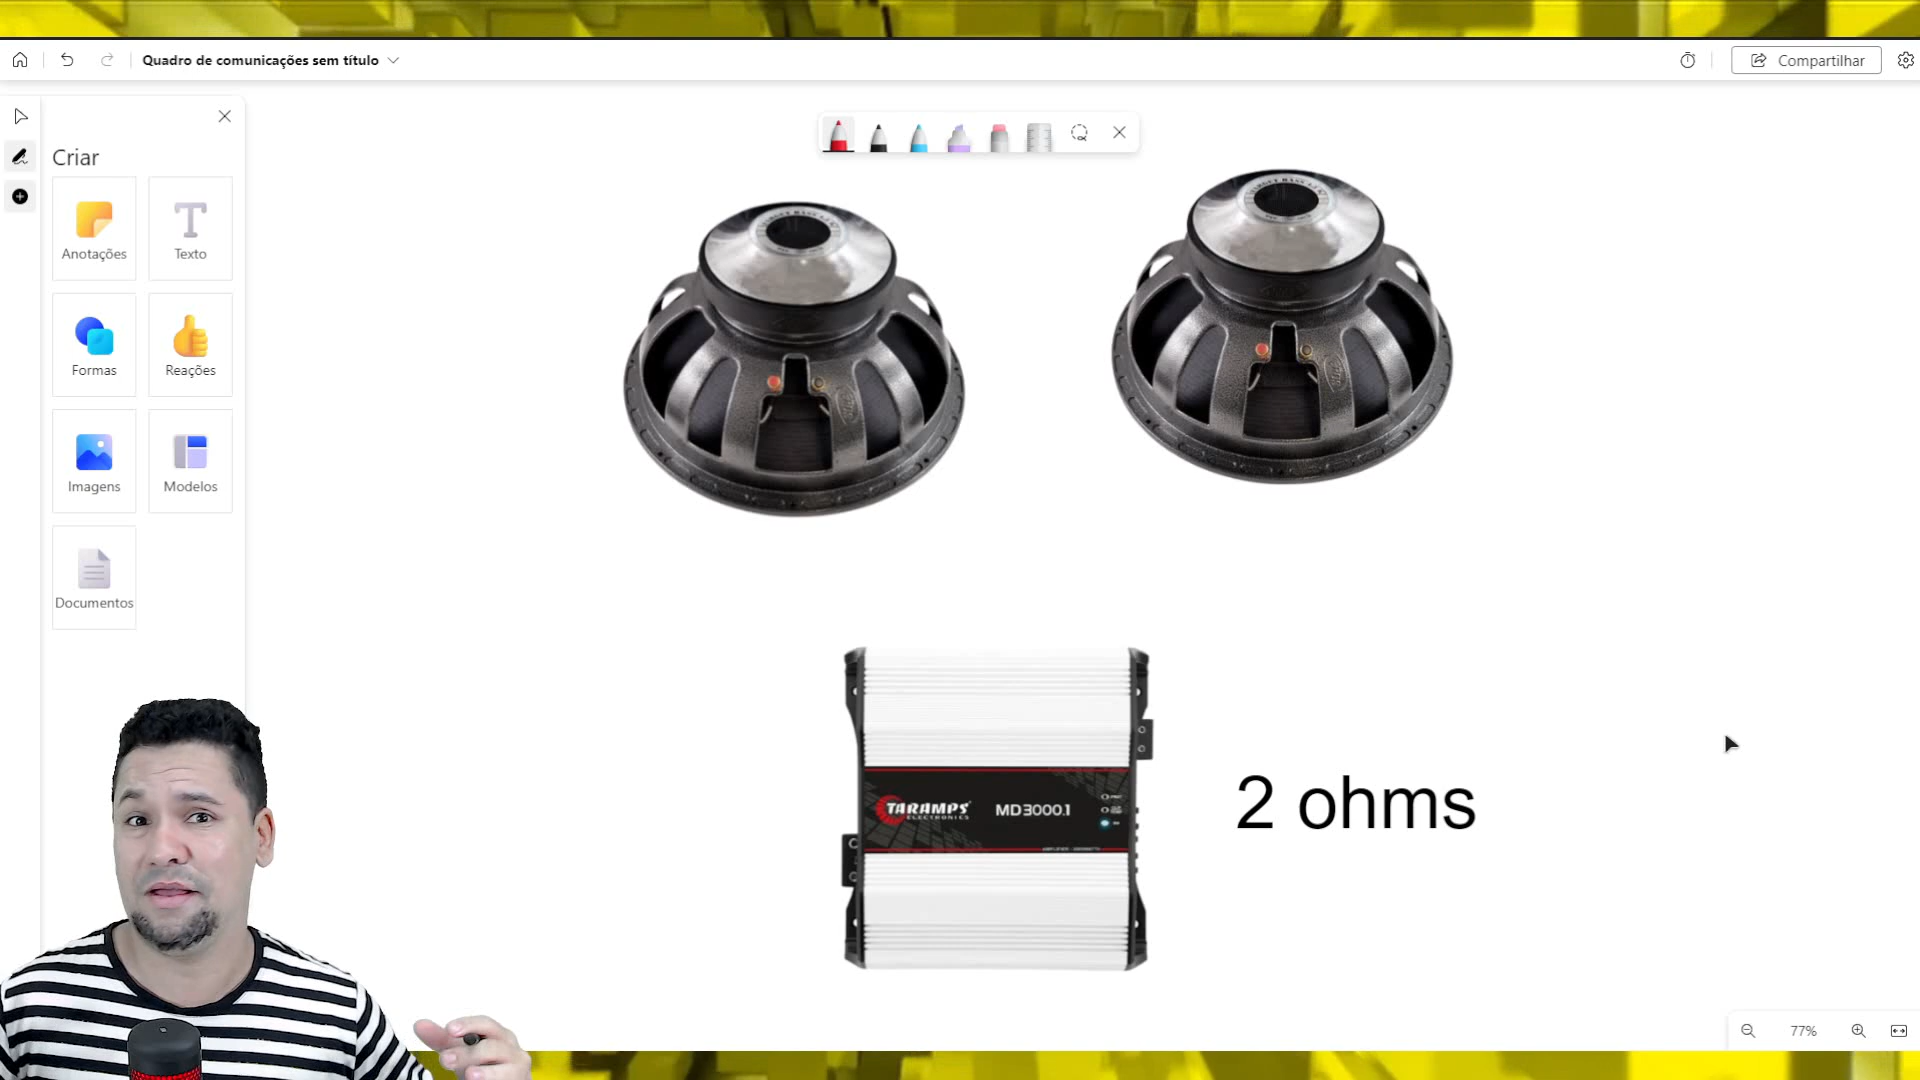 Quadro de comunicações sem título
Compartilhar
Criar
Anotações
Texto
Formas
Reações
Imagens
Modelos
Documentos
TARAMPS
ELECTRONICS
MD3000.1
2 ohms
77%